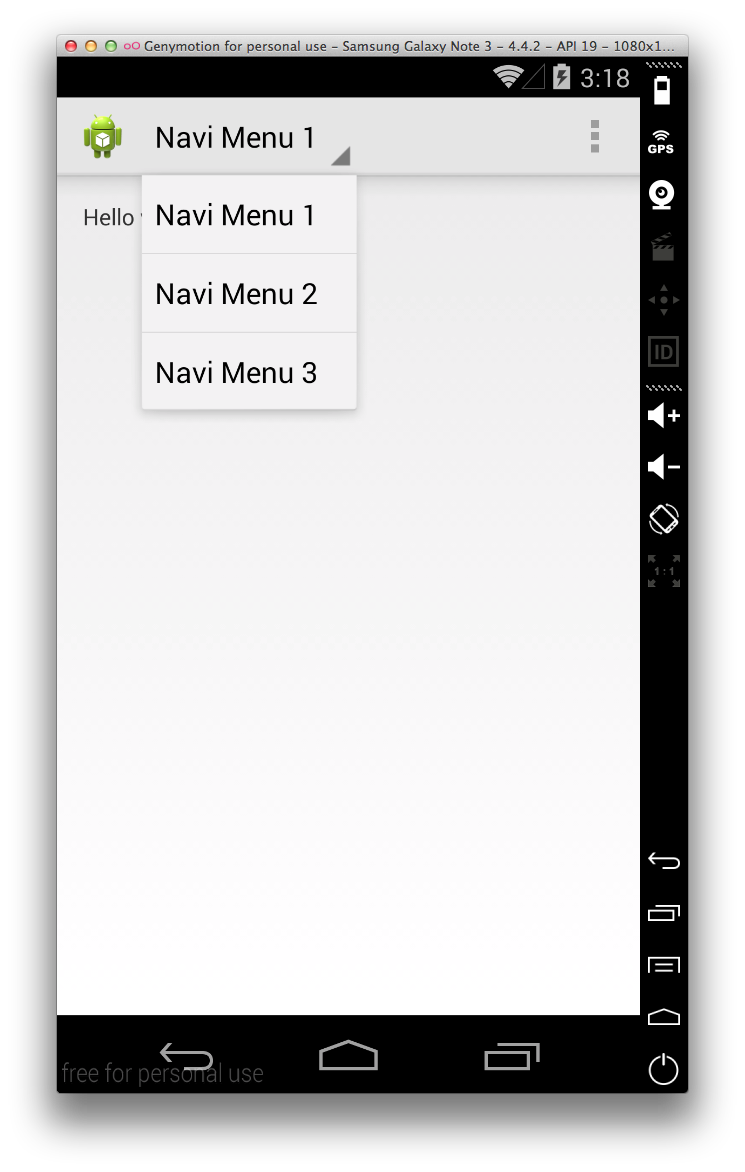 Genymotion for personal use – Samsung Galaxy Note 3 – 4.4.2 – API 19 – 1080x1...
3:18
Navi Menu 1
GPS
Hello
Navi Menu 1
Navi Menu 2
Navi Menu 3
ID
1:1
free for personal use